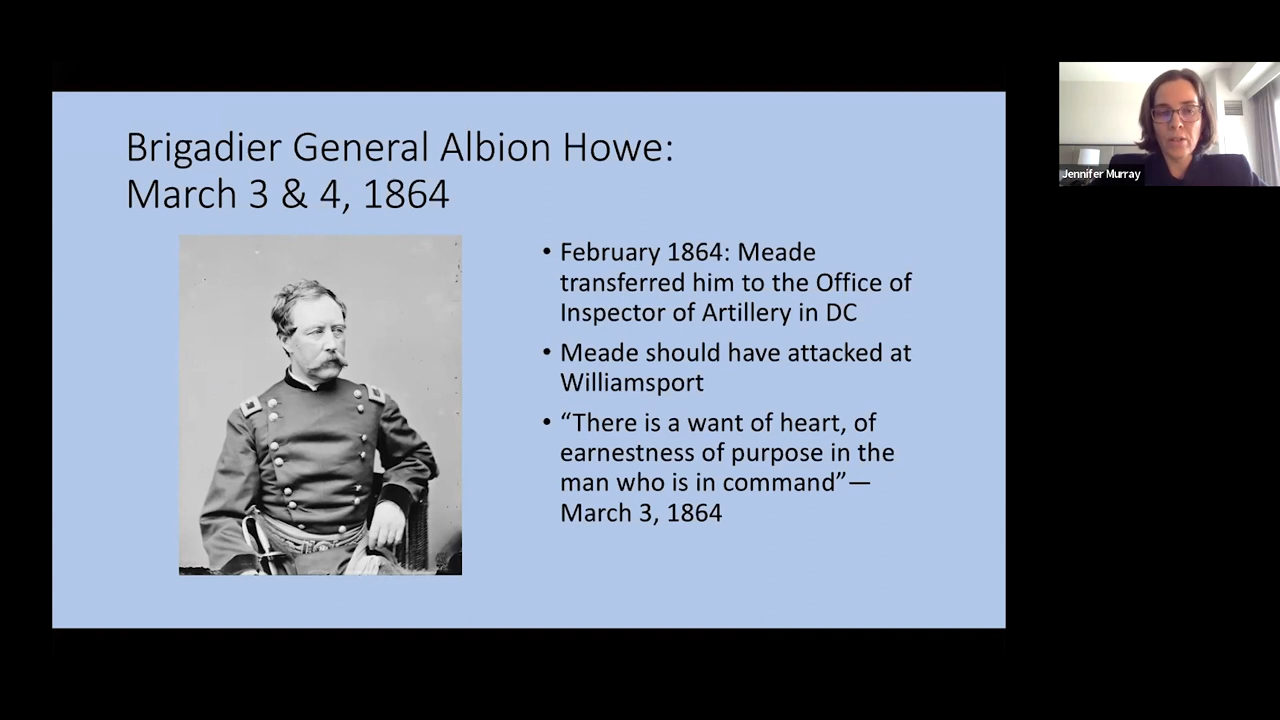 Brigadier General Albion Howe:
March 3 & 4, 1864
• February 1864: Meade
transferred him to the Office of
Inspector of Artillery in DC
• Meade should have attacked at
Williamsport
• “There is a want of heart, of
earnestness of purpose in the
man who is in command”—
March 3, 1864
Jennifer Murray